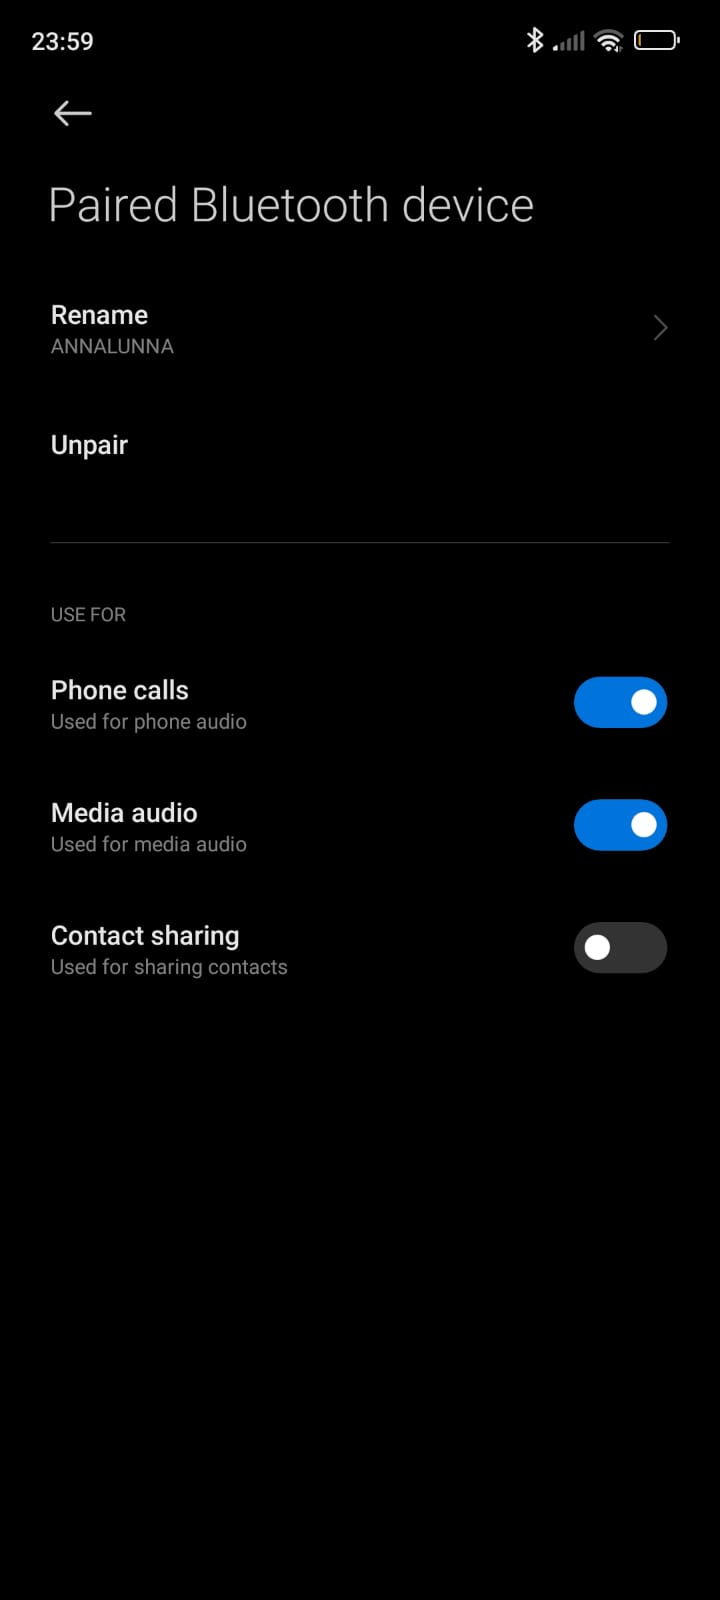 23:59
Paired Bluetooth device
Rename
ANNALUNNA
Unpair
USE FOR
Phone calls
Used for phone audio
Media audio
Used for media audio
Contact sharing
Used for sharing contacts